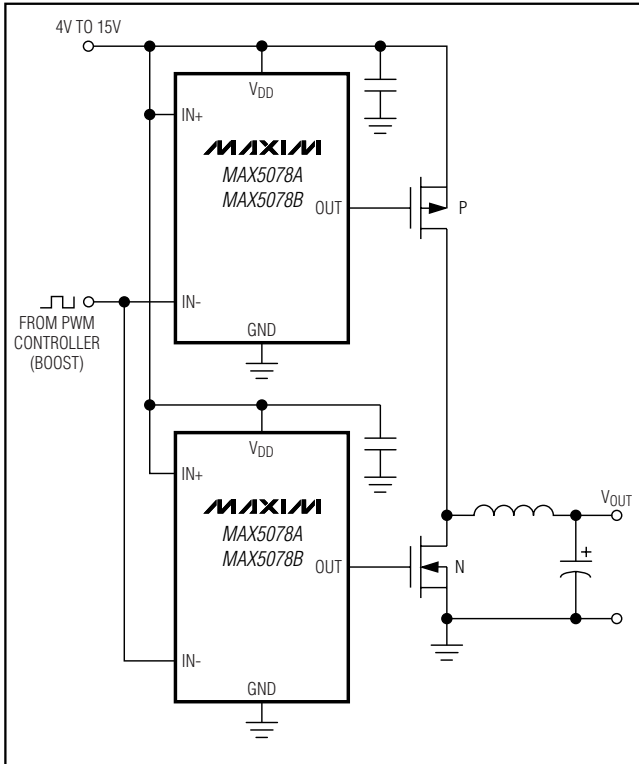 4V TO 15V
VDD
IN+
MAXIM
MAX5078A
MAX5078B
OUT
P
IN-
FROM PWM
CONTROLLER
(BOOST)
GND
VDD
IN+
MAXIM
MAX5078A
MAX5078B
OUT
N
VOUT
+
IN-
GND